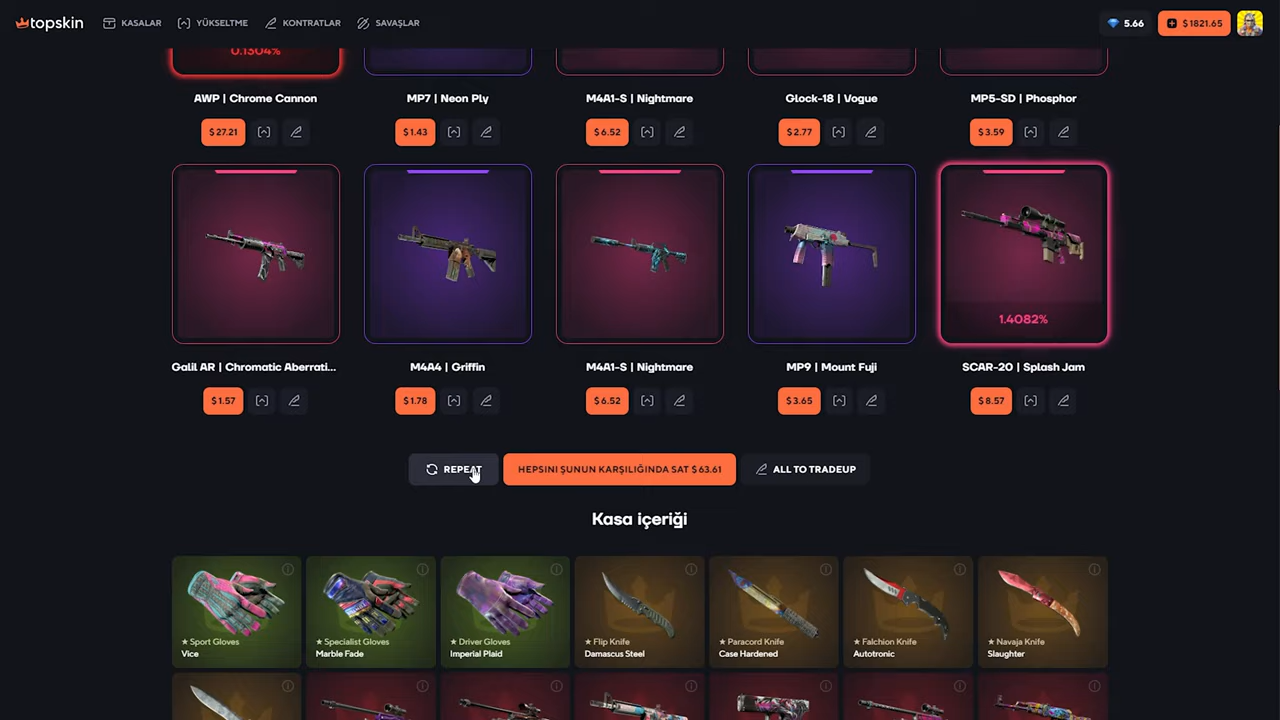 topskin KASALAR YÜKSELTME KONTRATLAR SAVAŞLAR 5.66 $1821.65
0.1304%
AWP | Chrome Cannon MP7 | Neon Ply M4A1-S | Nightmare Glock-18 | Vogue MP5-SD | Phosphor
$27.21 $1.43 $6.52 $2.77 $3.59
1.4082%
Galil AR | Chromatic Aberrati... M4A4 | Griffin M4A1-S | Nightmare MP9 | Mount Fuji SCAR-20 | Splash Jam
$1.57 $1.78 $6.52 $3.65 $8.57
REPEAT HEPSINI ŞUNUN KARŞILIĞINDA SAT $63.61 ALL TO TRADEUP
Kasa içeriği
★ Sport Gloves ★ Specialist Gloves ★ Driver Gloves ★ Flip Knife ★ Paracord Knife ★ Falchion Knife ★ Navaja Knife
Vice Marble Fade Imperial Plaid Damascus Steel Case Hardened Autotronic Slaughter